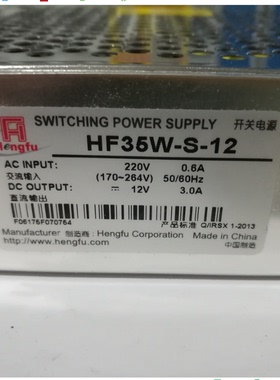 SWITCHING POWER SUPPLY 开关电源
Hengfu
HF35W-S-12
AC INPUT: 220V 0.6A
交流输入 (170~264V) 50/60Hz
DC OUTPUT: ⎓ 12V 3.0A
直流输出
F06175F070764 产品标准 Q/IRSX 1-2013
Manufacturer 制造商：Hengfu Corporation Made in China
http://www.hengfu.com 中国制造